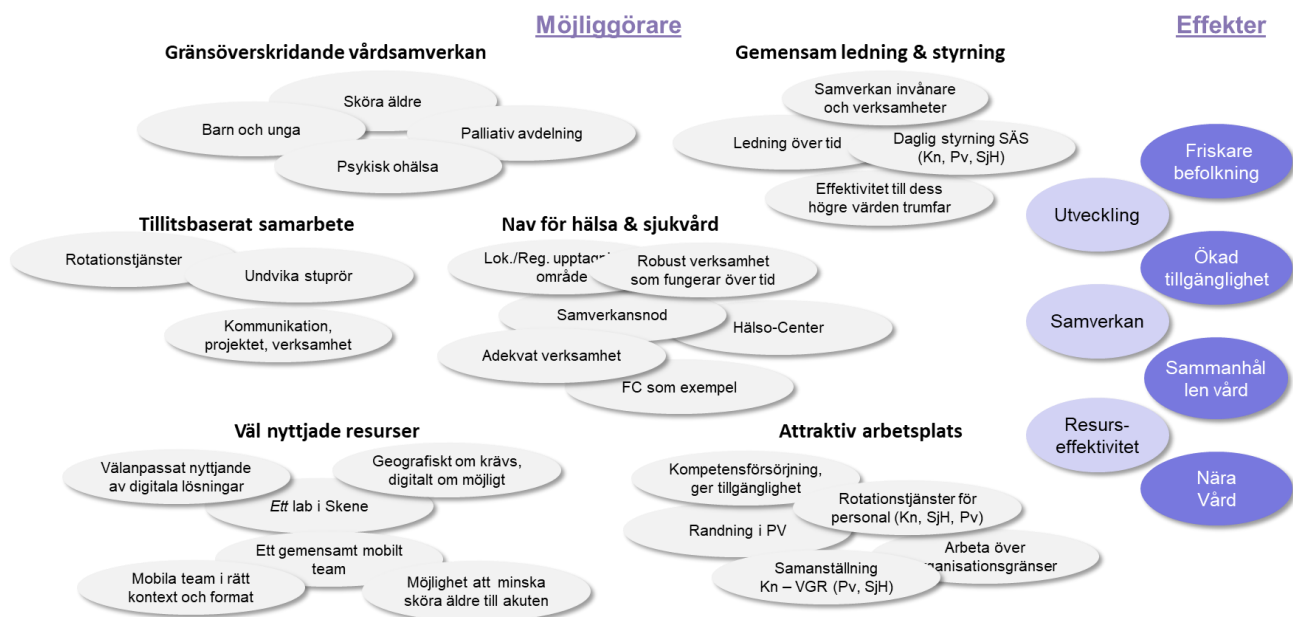 Möjliggörare
Effekter
Gränsöverskridande vårdsamverkan
Sköra äldre
Barn och unga
Palliativ avdelning
Psykisk ohälsa
Gemensam ledning & styrning
Samverkan invånare
och verksamheter
Ledning över tid
Daglig styrning SÄS
(Kn, Pv, SjH)
Effektivitet till dess
högre värden trumfar
Tillitsbaserat samarbete
Rotationstjänster
Undvika stuprör
Kommunikation,
projektet, verksamhet
Nav för hälsa & sjukvård
Lok./Reg.
område
Robust verksamhet
som fungerar över tid
Samverkansnod
Hälso-Center
Adekvat verksamhet
FC som exempel
Väl nyttjade resurser
Välanpassat nyttjande
av digitala lösningar
Geografiskt om krävs,
digitalt om möjligt
Ett lab i Skene
Ett gemensamt mobilt
team
Mobila team i rätt
kontext och format
Möjlighet att minska
sköra äldre till akuten
Attraktiv arbetsplats
Kompetensförsörjning,
ger tillgänglighet
Rotationstjänster för
personal (Kn, SjH, Pv)
Randning i PV
Arbeta över
Samanställning
Kn – VGR (Pv, SjH)
Friskare
befolkning
Utveckling
Ökad
tillgänglighet
Samverkan
Sammanhål
len vård
Resurs-
effektivitet
Nära
Vård